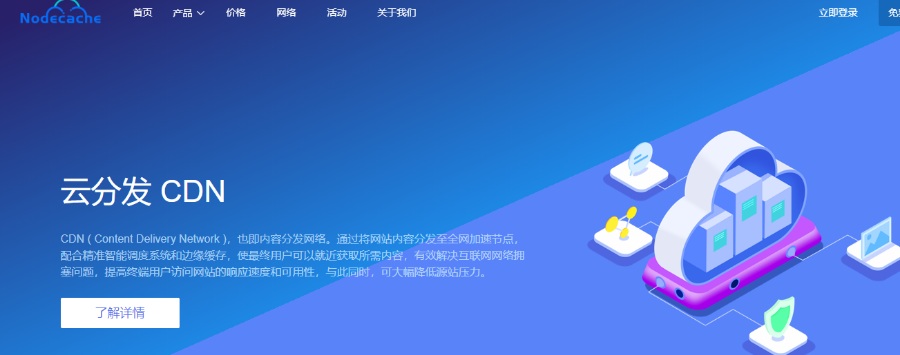 Nodecache
首页 产品 价格 网络 活动 关于我们 立即登录
云分发 CDN
CDN ( Content Delivery Network )，也即内容分发网络。通过将网站内容分发至全网加速节点，
配合精准智能调度系统和边缘缓存，使最终用户可以就近获取所需内容，有效解决互联网网络拥
塞问题，提高终端用户访问网站的响应速度和可用性，与此同时，可大幅降低源站压力。
了解详情